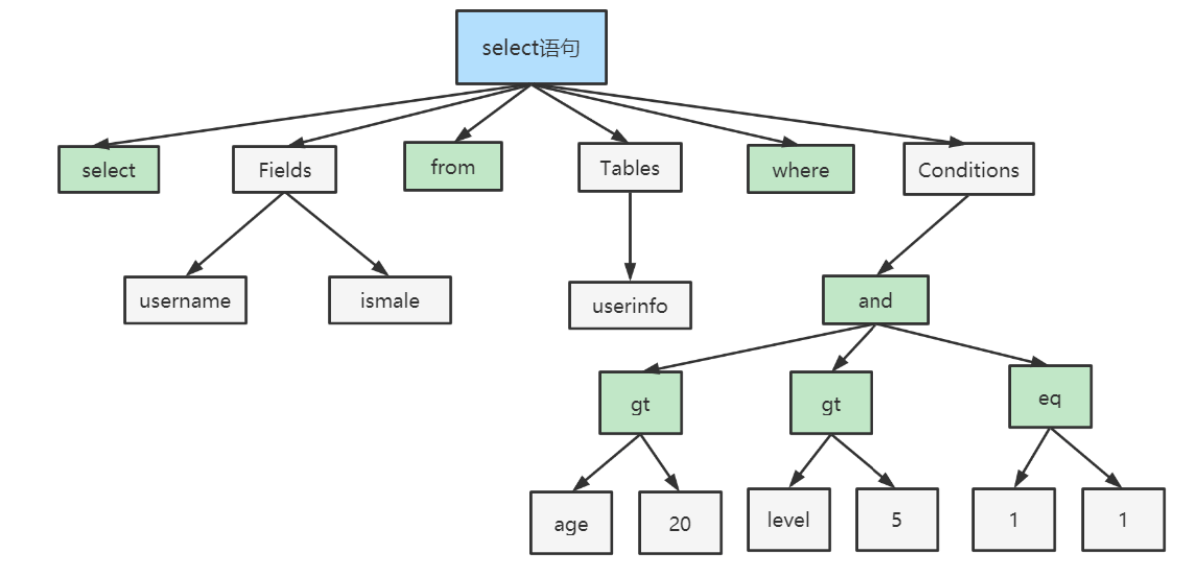 select语句
select
Fields
from
Tables
where
Conditions
username
ismale
userinfo
and
gt
gt
eq
age
20
level
5
1
1